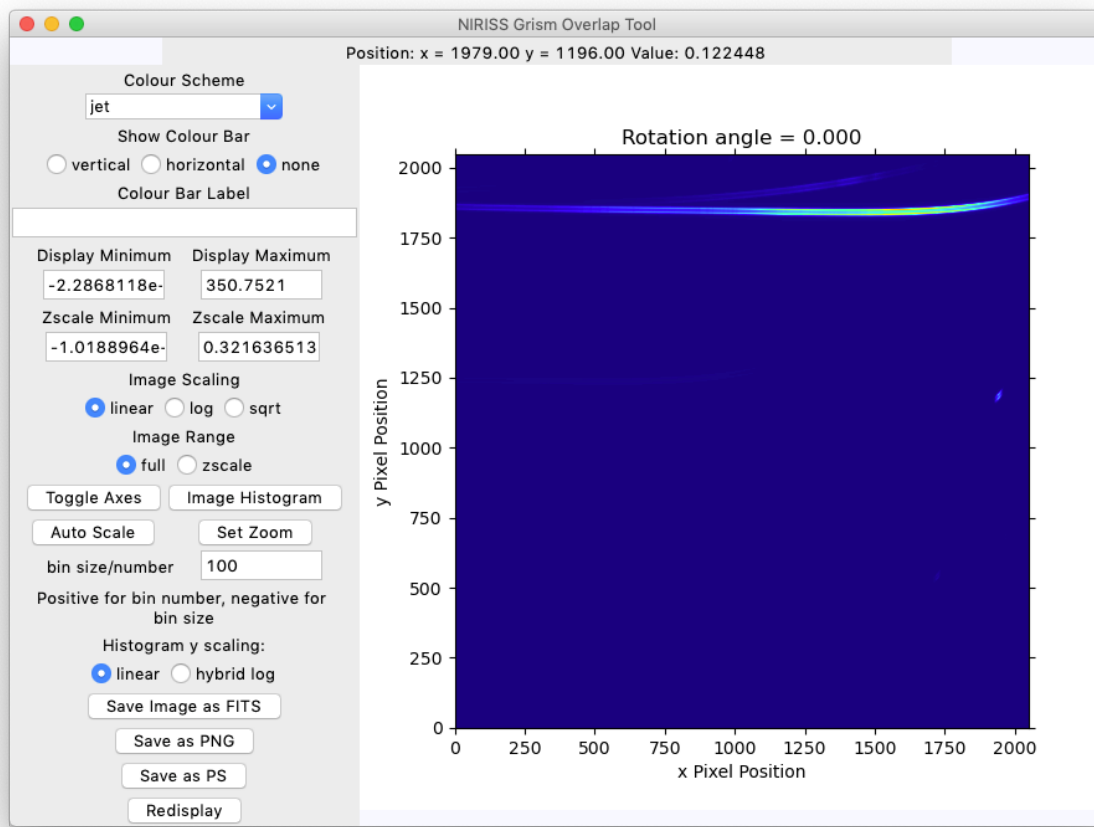 NIRISS Grism Overlap Tool
Position: x = 1979.00 y = 1196.00 Value: 0.122448
Colour Scheme
jet
Show Colour Bar
vertical horizontal none
Colour Bar Label
Display Minimum Display Maximum
-2.2868118e- 350.7521
Zscale Minimum Zscale Maximum
-1.0188964e- 0.321636513
Image Scaling
linear log sqrt
Image Range
full zscale
Toggle Axes Image Histogram
Auto Scale Set Zoom
bin size/number 100
Positive for bin number, negative for
bin size
Histogram y scaling:
linear hybrid log
Save Image as FITS
Save as PNG
Save as PS
Redisplay
Rotation angle = 0.000
2000
1750
1500
1250
1000
750
500
250
0
y Pixel Position
0 250 500 750 1000 1250 1500 1750 2000
x Pixel Position